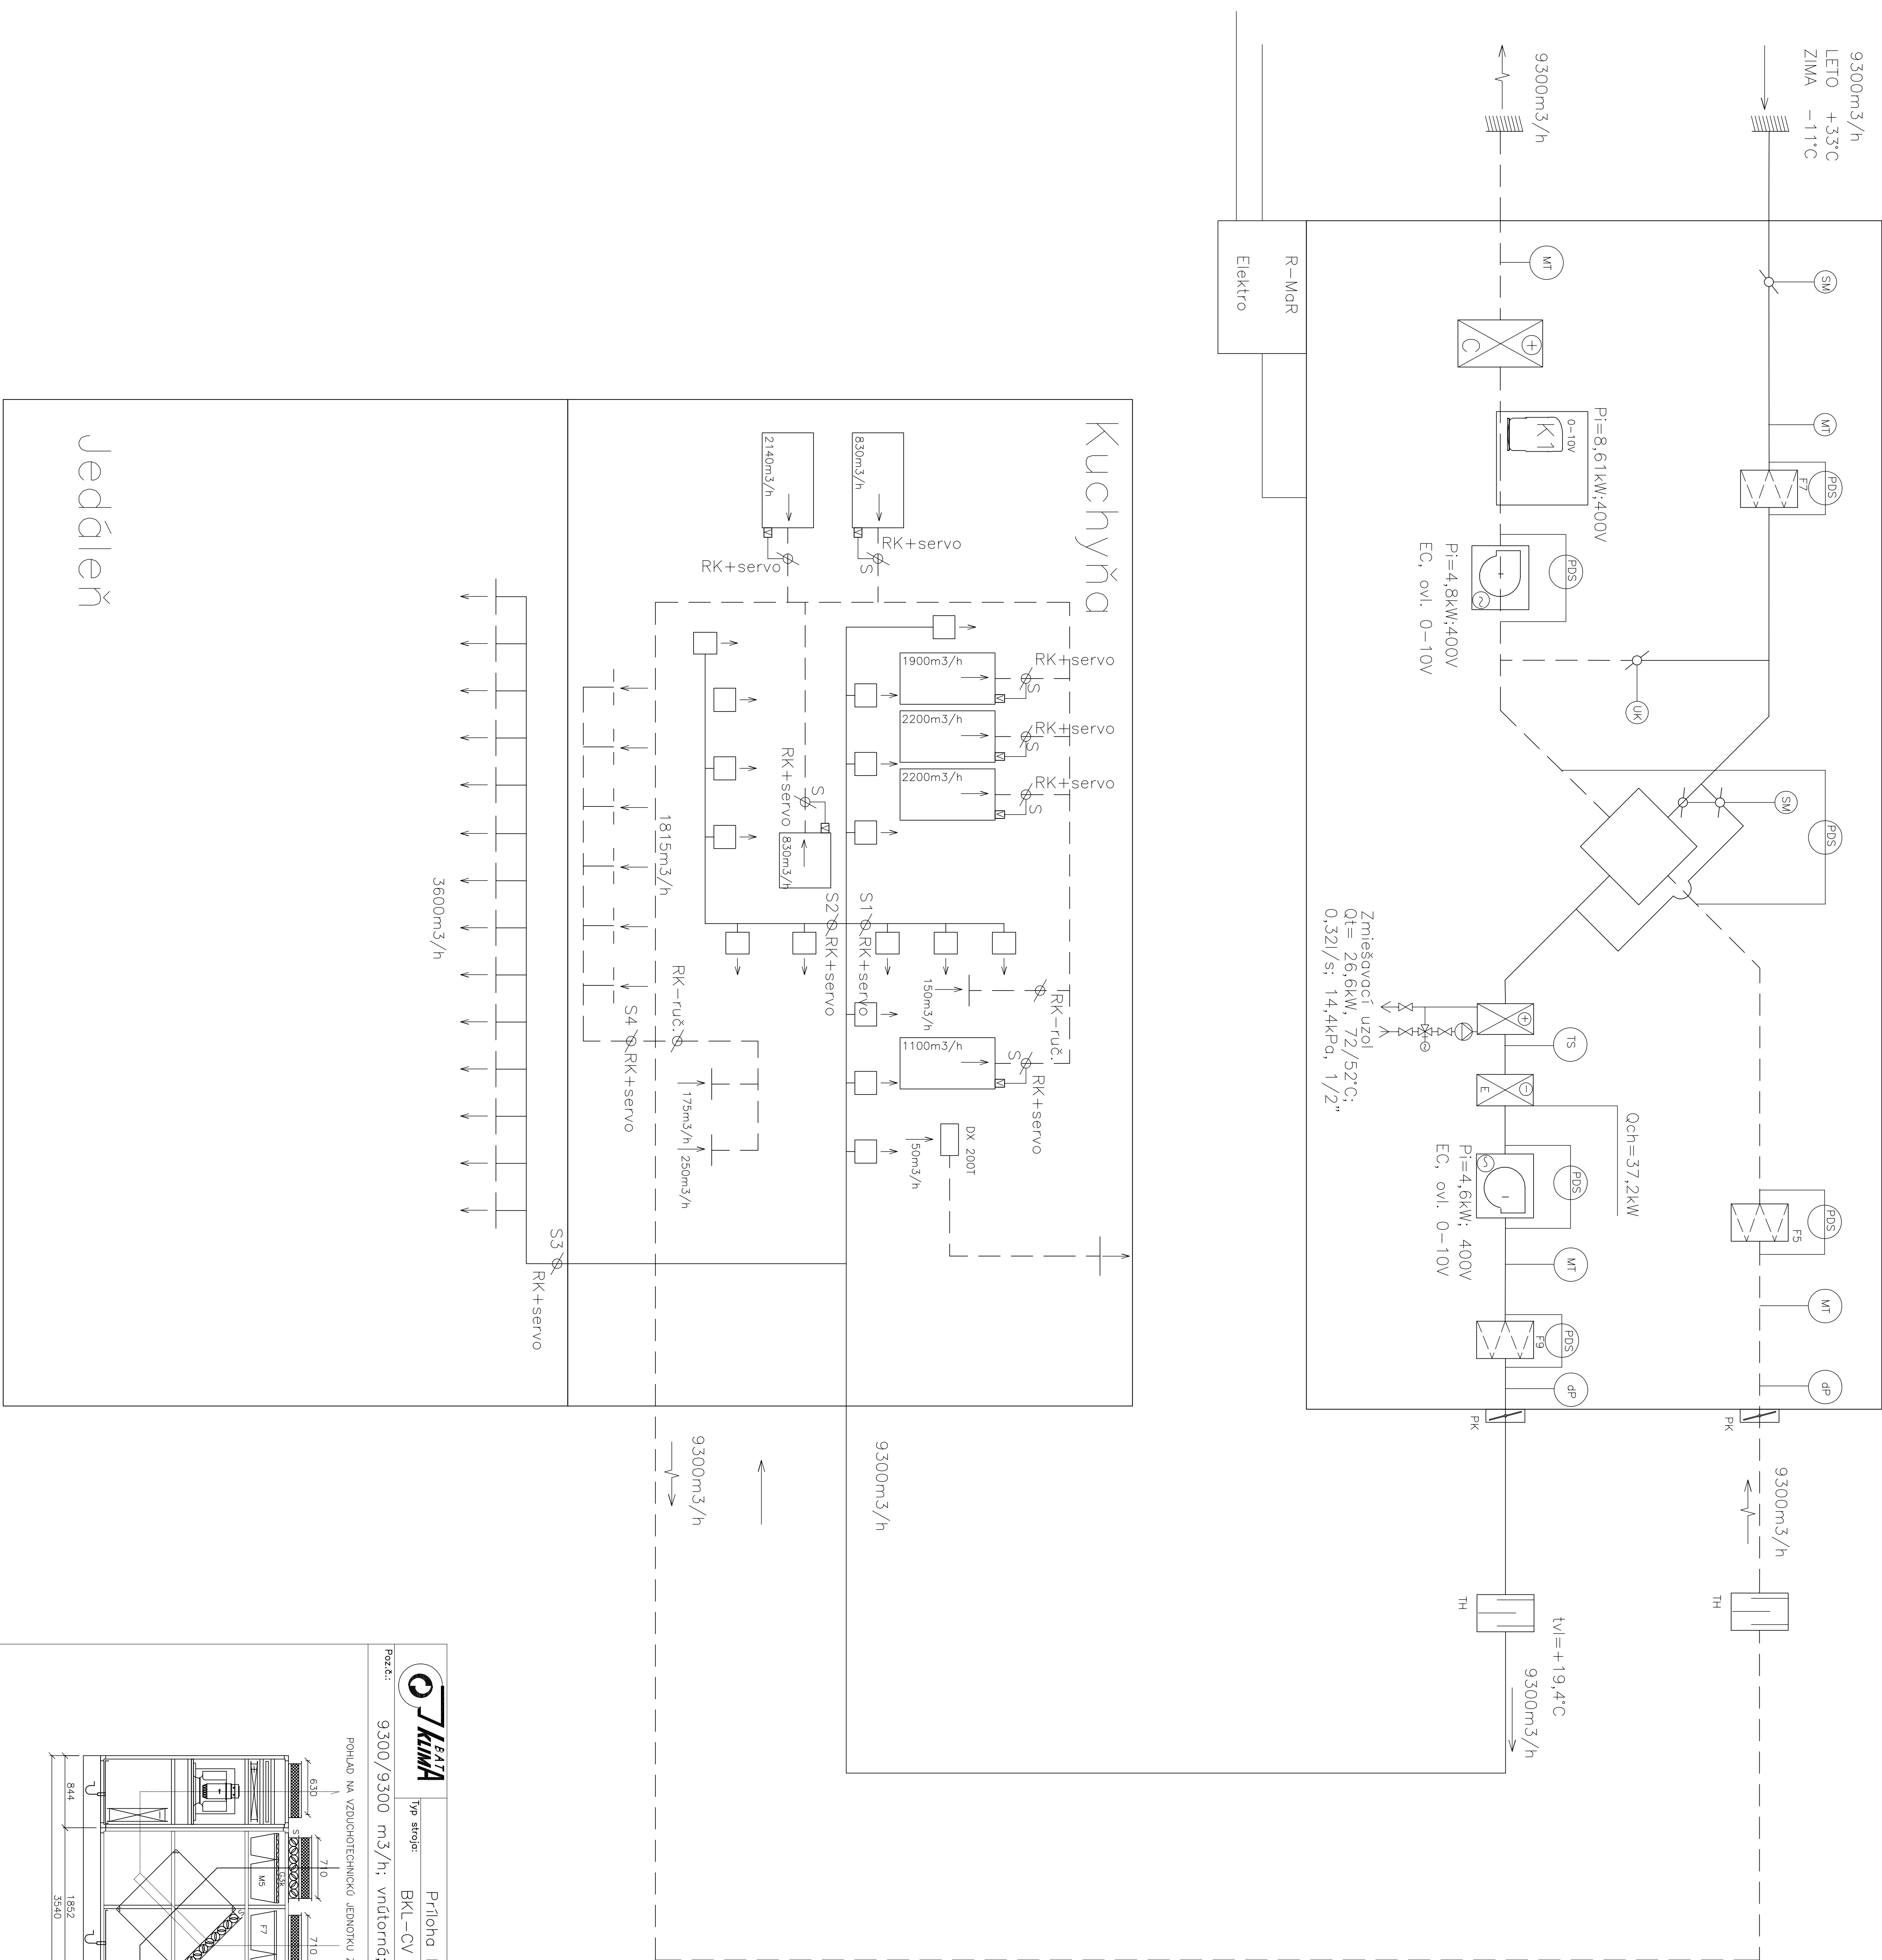 9300m3/h
LETO +33°C
ZIMA -11°C
9300m3/h
SM
MT
PDS
F7
MT
C
Pi=8,61kW;400V
0-10V
K1
PDS
Pi=4,8kW;400V
EC, ovl. 0-10V
UK
SM
PDS
Zmiešavací uzol
Qt= 26,6kW, 72/52°C;
0,32l/s; 14,4kPa, 1/2"
TS
E
Qch=37,2kW
PDS
Pi=4,6kW; 400V
EC, ovl. 0-10V
MT
PDS
F9
dP
PDS
F5
MT
dP
PK
PK
9300m3/h
TH
TH
tvl=+19,4°C
9300m3/h
R-MaR
Elektro
Kuchyňa
830m3/h
RK+servo
S
2140m3/h
RK+servo
1900m3/h
RK+servo
S
2200m3/h
RK+servo
S
2200m3/h
RK+servo
S
830m3/h
RK+servo
S
S1
RK+servo
S2
RK+servo
150m3/h
RK-ruč.
1100m3/h
S
RK+servo
DX 200T
50m3/h
1815m3/h
RK-ruč.
S4
RK+servo
175m3/h
250m3/h
Jedáleň
3600m3/h
S3
RK+servo
9300m3/h
9300m3/h
BAT
KLIMA
Príloha
Typ stroja:
BKL-CV
Poz.č.:
9300/9300 m3/h; vnútorná;
POHLAD NA VZDUCHOTECHNICKÚ JEDNOTKU
630
710
710
S
G3k
M5
F7
S
844
1852
3540